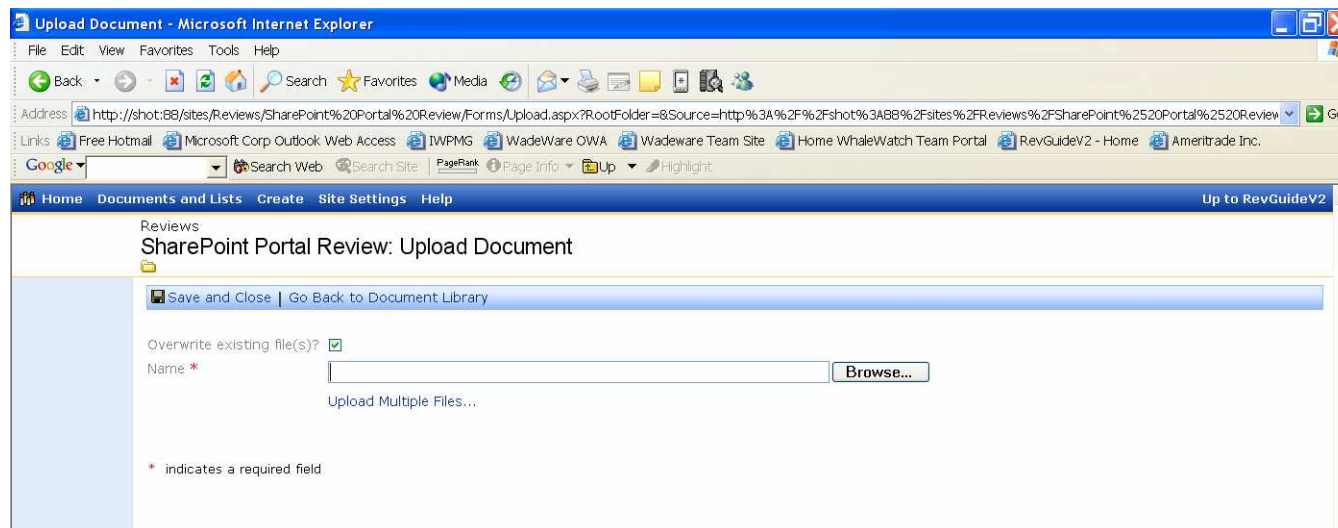 Upload Document - Microsoft Internet Explorer
File Edit View Favorites Tools Help
Back Search Favorites Media
Address http://shot:88/sites/Reviews/SharePoint%20Portal%20Review/Forms/Upload.aspx?RootFolder=&Source=http%3A%2F%2Fshot%3A88%2Fsites%2FReviews%2FSharePoint%2520Portal%2520Review
Links Free Hotmail Microsoft Corp Outlook Web Access IWPMG WadeWare OWA Wadeware Team Site Home WhaleWatch Team Portal RevGuideV2 - Home Ameritrade Inc.
Google Search Web Search Site PageRank Page Info Up Highlight
Home Documents and Lists Create Site Settings Help Up to RevGuideV2
Reviews
SharePoint Portal Review: Upload Document
Save and Close | Go Back to Document Library
Overwrite existing file(s)?
Name * Browse...
Upload Multiple Files...
* indicates a required field